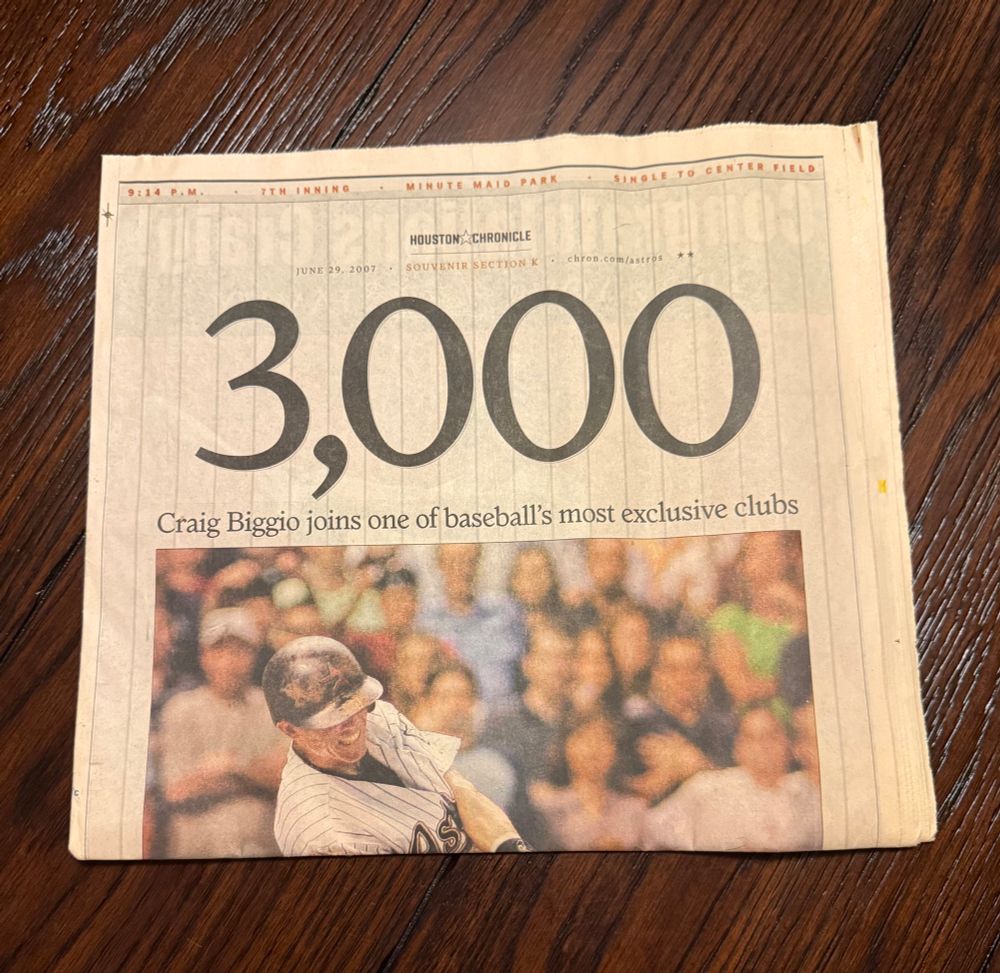 9:14 P.M. · 7TH INNING · MINUTE MAID PARK · SINGLE TO CENTER FIELD
HOUSTON☆CHRONICLE
JUNE 29, 2007 · SOUVENIR SECTION K · chron.com/astros ★★
3,000
Craig Biggio joins one of baseball's most exclusive clubs
As
C